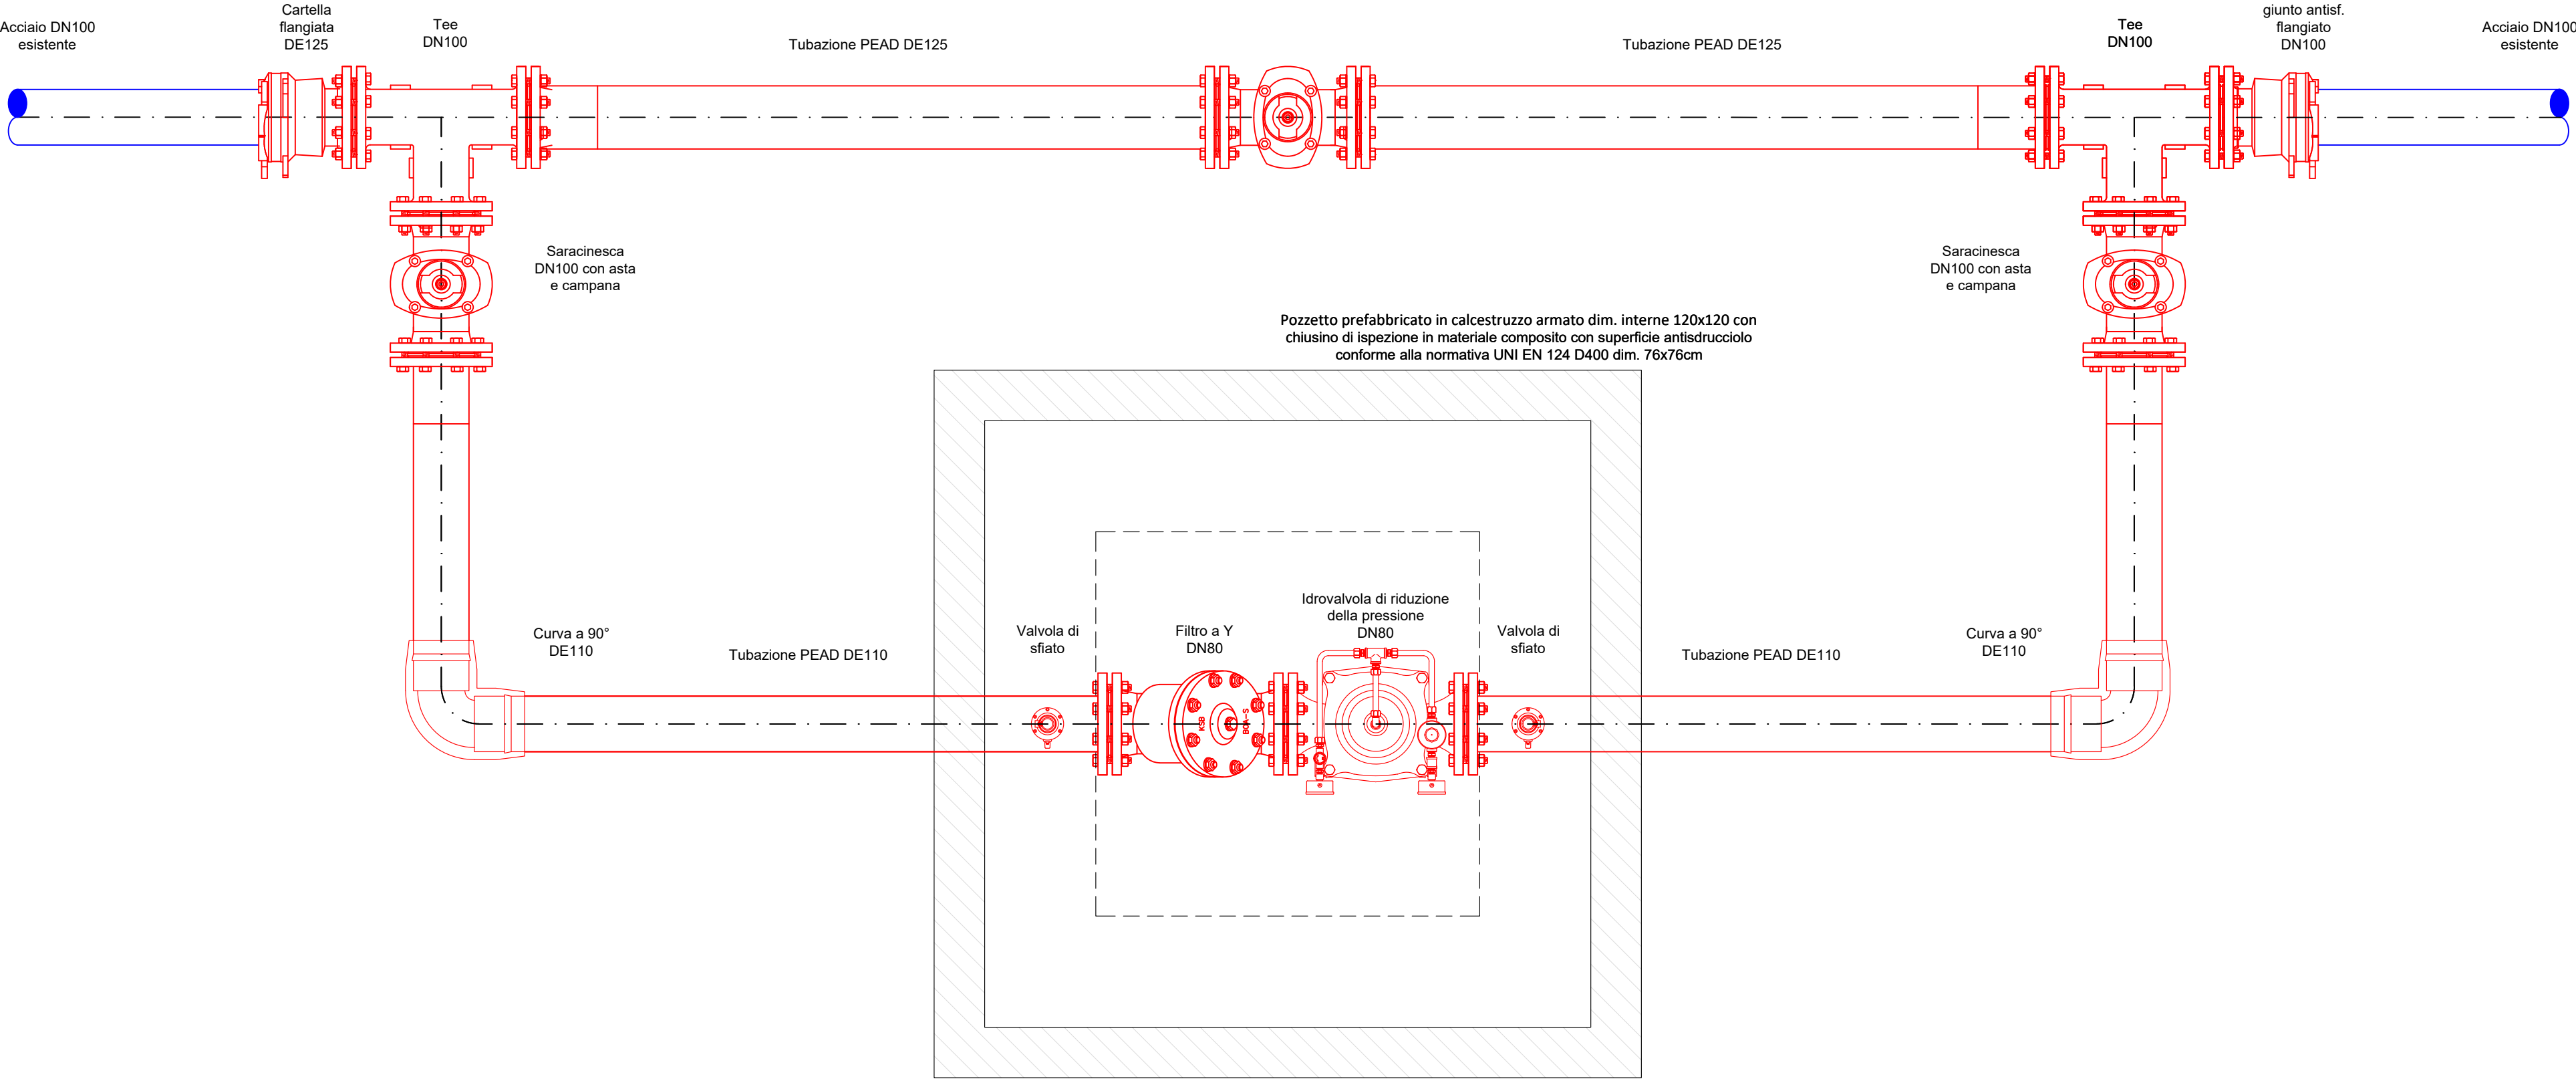 Acciaio DN100
esistente
Cartella
flangiata
DE125
Tee
DN100
Tubazione PEAD DE125
Tubazione PEAD DE125
Tee
DN100
giunto antisf.
flangiato
DN100
Acciaio DN100
esistente
Saracinesca
DN100 con asta
e campana
Saracinesca
DN100 con asta
e campana
Pozzetto prefabbricato in calcestruzzo armato dim. interne 120x120 con
chiusino di ispezione in materiale composito con superficie antisdrucciolo
conforme alla normativa UNI EN 124 D400 dim. 76x76cm
Curva a 90°
DE110
Tubazione PEAD DE110
Valvola di
sfiato
Filtro a Y
DN80
Idrovalvola di riduzione
della pressione
DN80
Valvola di
sfiato
Tubazione PEAD DE110
Curva a 90°
DE110
KSB
BOA-S